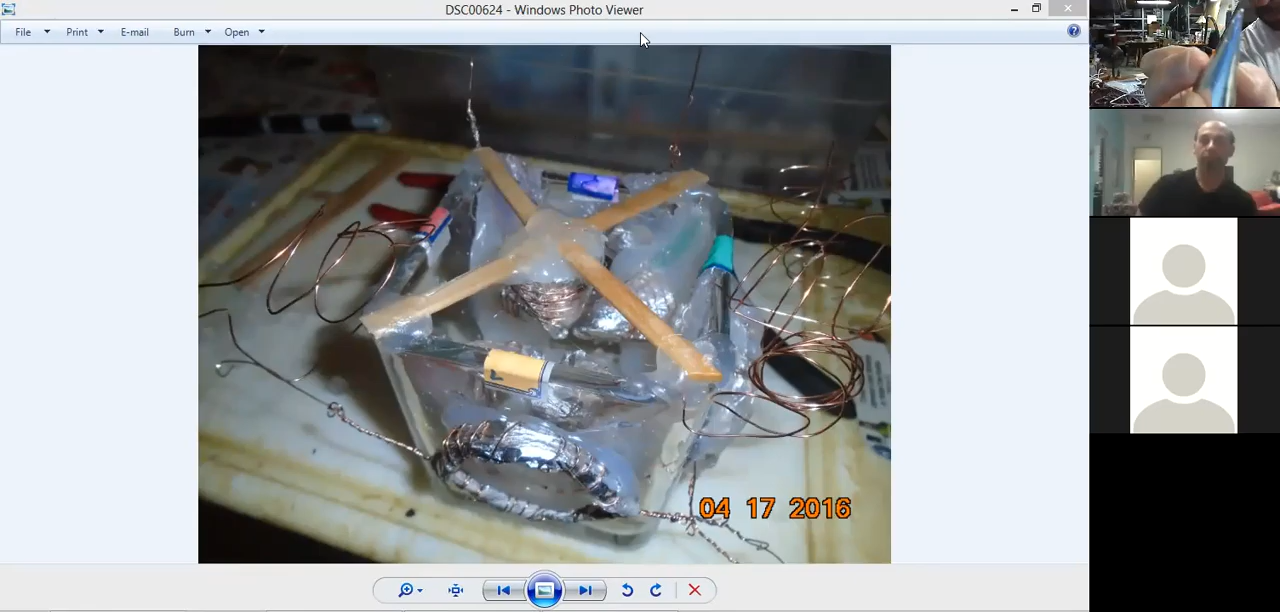 DSC00624 - Windows Photo Viewer
File Print E-mail Burn Open
04 17 2016